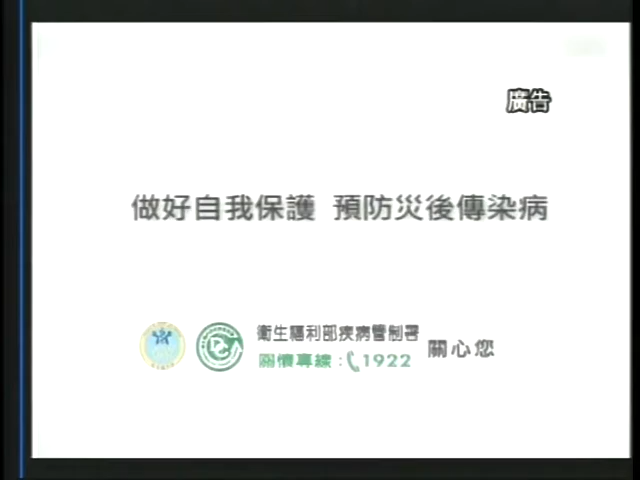 廣告
做好自我保護 預防災後傳染病
衛生福利部疾病管制署
關懷專線：1922
關心您